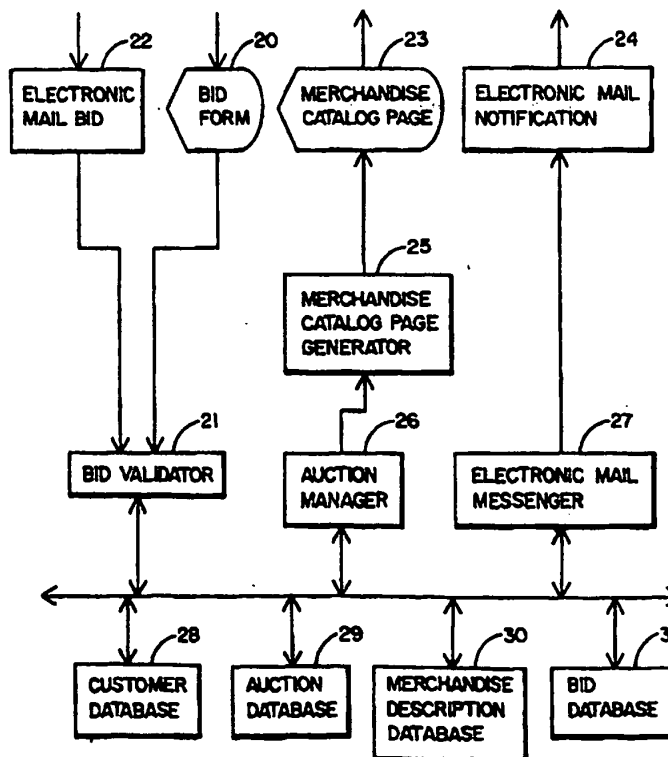 22
20
23
24
ELECTRONIC
MAIL BID
BID
FORM
MERCHANDISE
CATALOG PAGE
ELECTRONIC MAIL
NOTIFICATION
25
MERCHANDISE
CATALOG PAGE
GENERATOR
21
26
27
BID VALIDATOR
AUCTION
MANAGER
ELECTRONIC MAIL
MESSENGER
28
29
30
3
CUSTOMER
DATABASE
AUCTION
DATABASE
MERCHANDISE
DESCRIPTION
DATABASE
BID
DATABASE